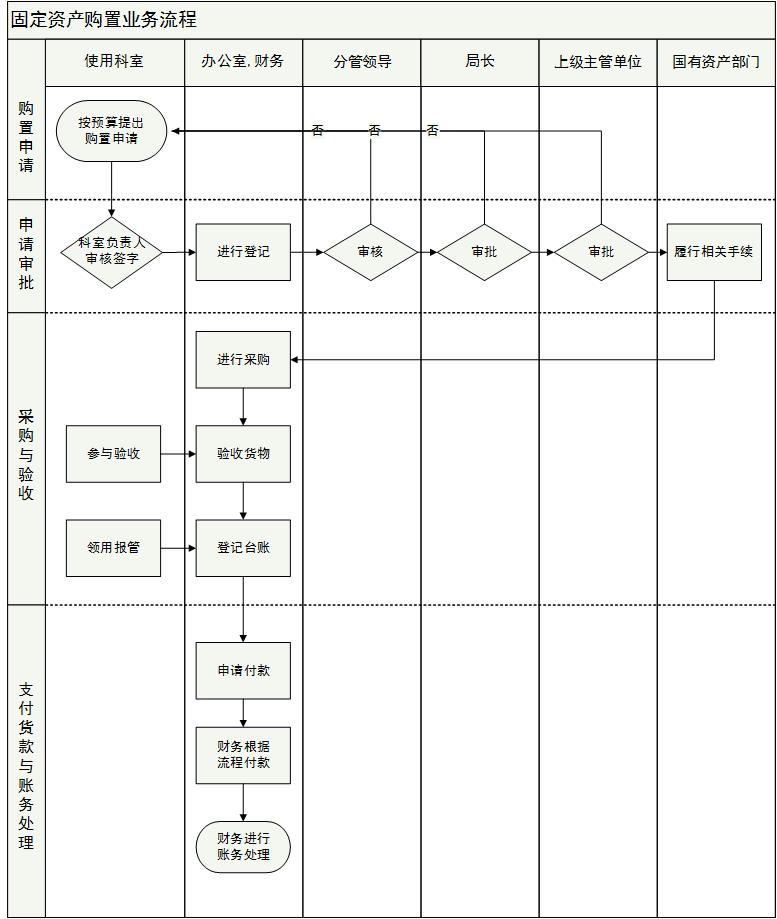 固定资产购置业务流程
使用科室
办公室,财务
分管领导
局长
上级主管单位
国有资产部门
购置申请
按预算提出
购置申请
否
否
否
申请审批
科室负责人
审核签字
进行登记
审核
审批
审批
履行相关手续
采购与验收
进行采购
参与验收
验收货物
领用报管
登记台账
支付货款与账务处理
申请付款
财务根据
流程付款
财务进行
账务处理